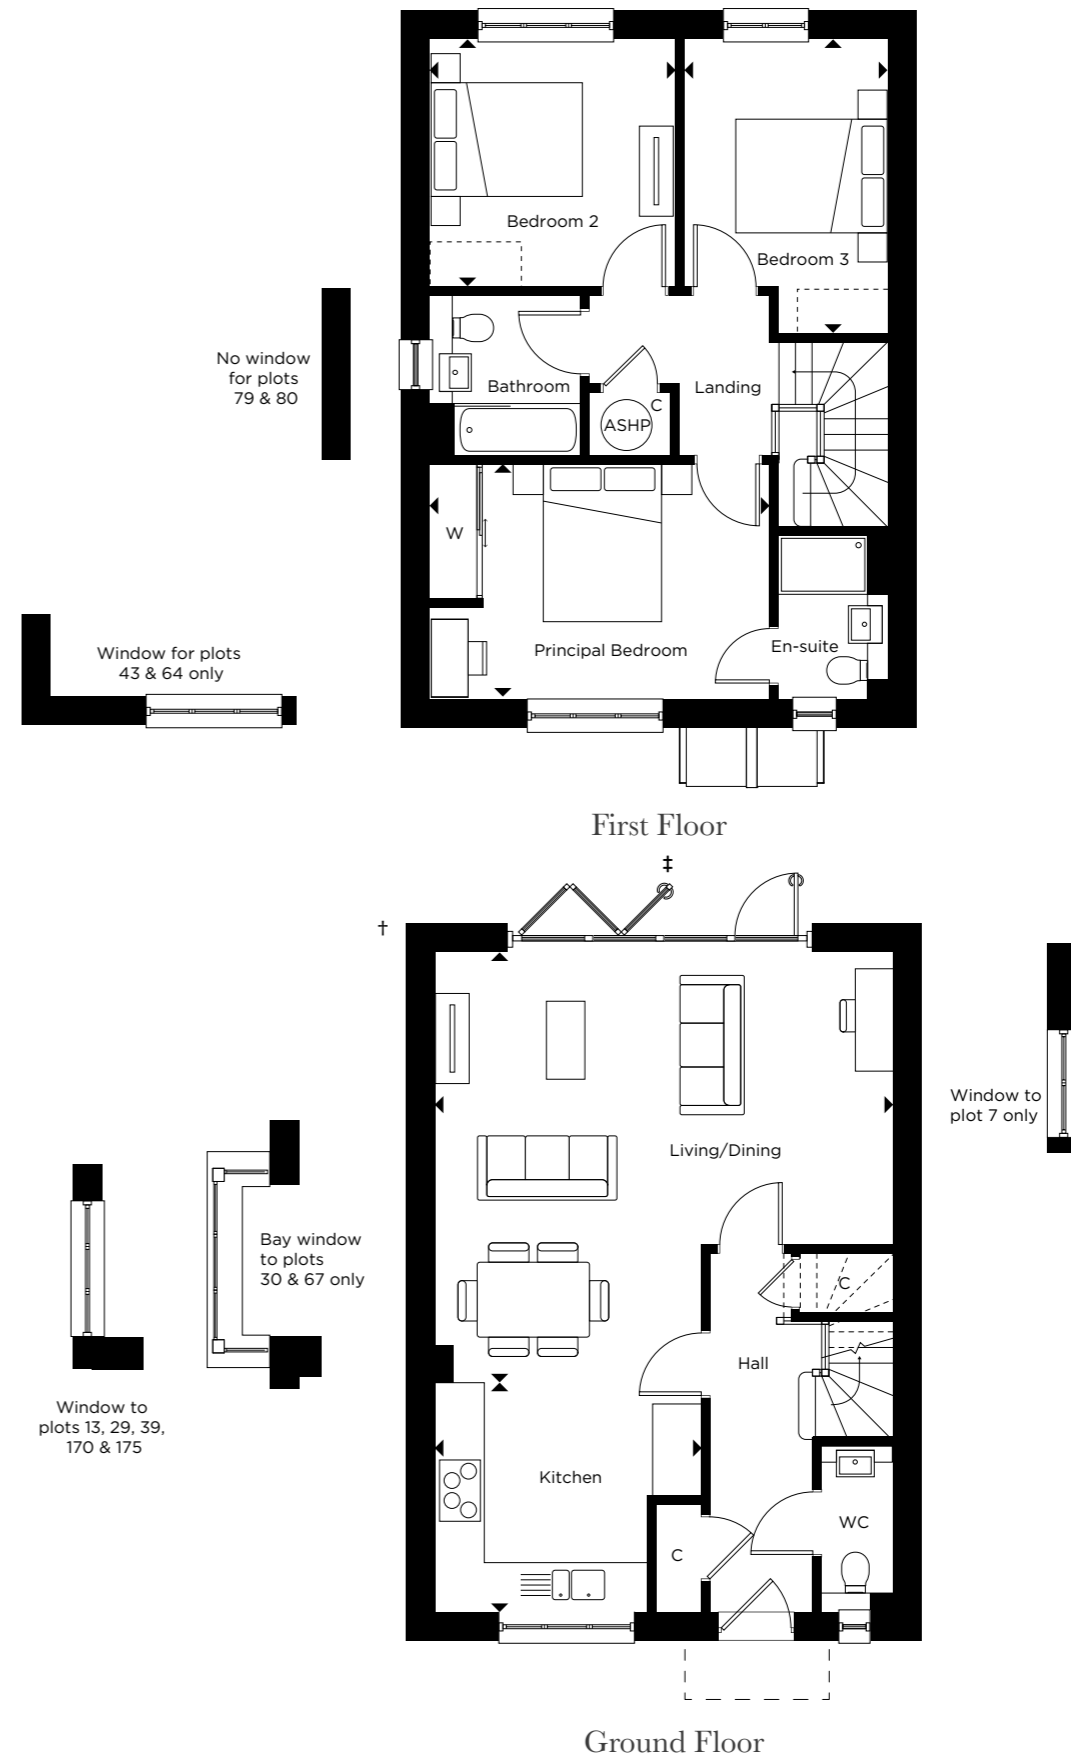 Bedroom 2
Bedroom 3
No window
for plots
79 & 80
Bathroom
Landing
C
ASHP
W
Window for plots
43 & 64 only
Principal Bedroom
En-suite
First Floor
‡
†
Window to
plot 7 only
Living/Dining
Bay window
to plots
30 & 67 only
C
Hall
Window to
plots 13, 29, 39,
170 & 175
Kitchen
WC
C
Ground Floor